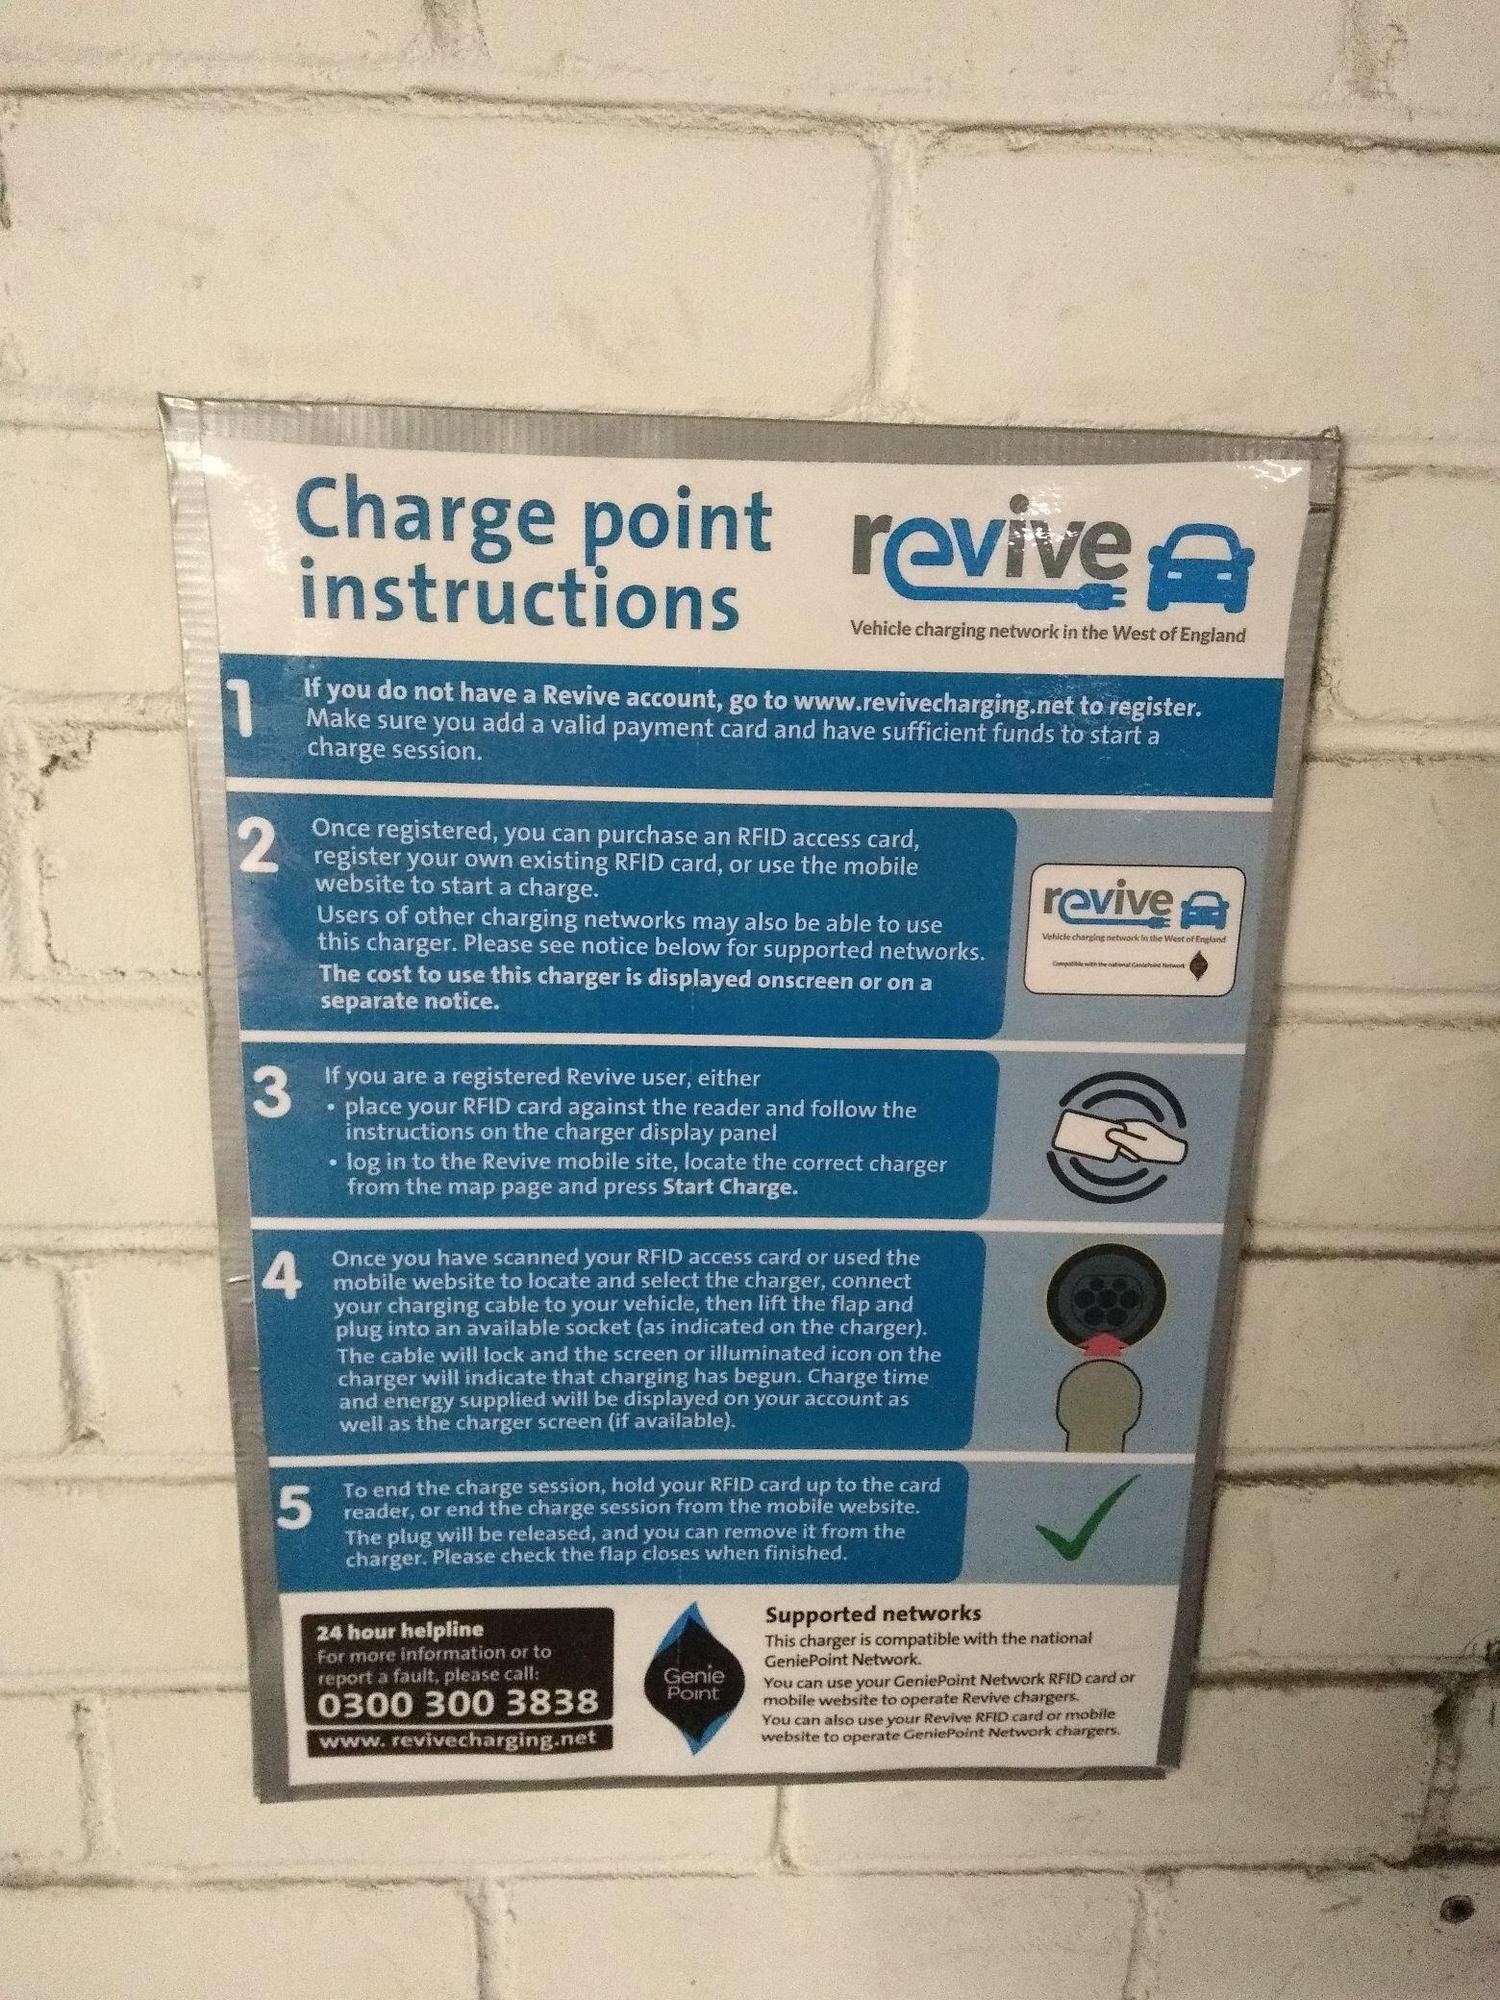 Charge point
instructions
revive
Vehicle charging network in the West of England
1
If you do not have a Revive account, go to www.revivecharging.net to register.
Make sure you add a valid payment card and have sufficient funds to start a
charge session.
2
Once registered, you can purchase an RFID access card,
register your own existing RFID card, or use the mobile
website to start a charge.
Users of other charging networks may also be able to use
this charger. Please see notice below for supported networks.
The cost to use this charger is displayed onscreen or on a
separate notice.
revive
Vehicle charging network in the West of England
Compatible with the national GeniePoint Network
3
If you are a registered Revive user, either
• place your RFID card against the reader and follow the
instructions on the charger display panel
• log in to the Revive mobile site, locate the correct charger
from the map page and press Start Charge.
4
Once you have scanned your RFID access card or used the
mobile website to locate and select the charger, connect
your charging cable to your vehicle, then lift the flap and
plug into an available socket (as indicated on the charger).
The cable will lock and the screen or illuminated icon on the
charger will indicate that charging has begun. Charge time
and energy supplied will be displayed on your account as
well as the charger screen (if available).
5
To end the charge session, hold your RFID card up to the card
reader, or end the charge session from the mobile website.
The plug will be released, and you can remove it from the
charger. Please check the flap closes when finished.
24 hour helpline
For more information or to
report a fault, please call:
0300 300 3838
www. revivecharging.net
Genie
Point
Supported networks
This charger is compatible with the national
GeniePoint Network.
You can use your GeniePoint Network RFID card or
mobile website to operate Revive chargers.
You can also use your Revive RFID card or mobile
website to operate GeniePoint Network chargers.